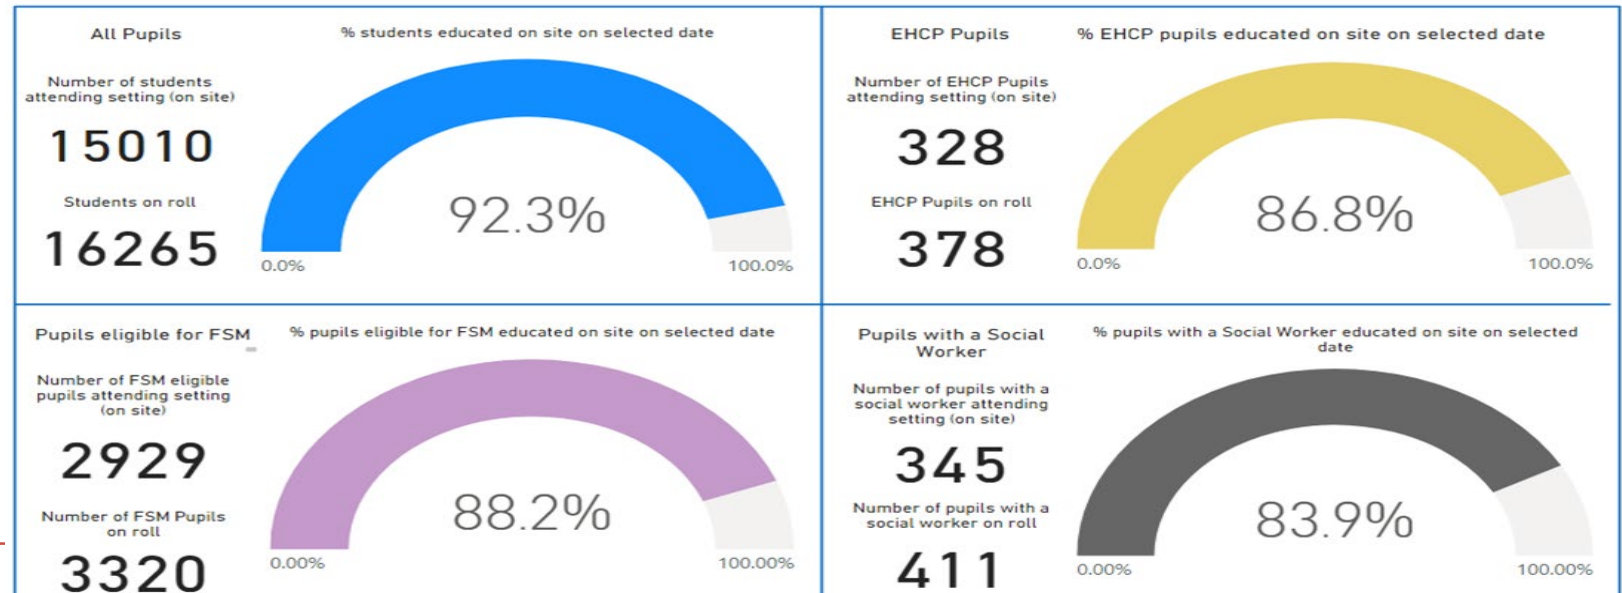 All Pupils
% students educated on site on selected date
Number of students
attending setting (on site)
15010
Students on roll
16265
92.3%
0.0%
100.0%
EHCP Pupils
% EHCP pupils educated on site on selected date
Number of EHCP Pupils
attending setting (on site)
328
EHCP Pupils on roll
378
86.8%
0.0%
100.0%
Pupils eligible for FSM
% pupils eligible for FSM educated on site on selected date
Number of FSM eligible
pupils attending setting
(on site)
2929
Number of FSM Pupils
on roll
3320
88.2%
0.00%
100.00%
Pupils with a Social
Worker
% pupils with a Social Worker educated on site on selected
date
Number of pupils with a
social worker attending
setting (on site)
345
Number of pupils with a
social worker on roll
411
83.9%
0.00%
100.00%